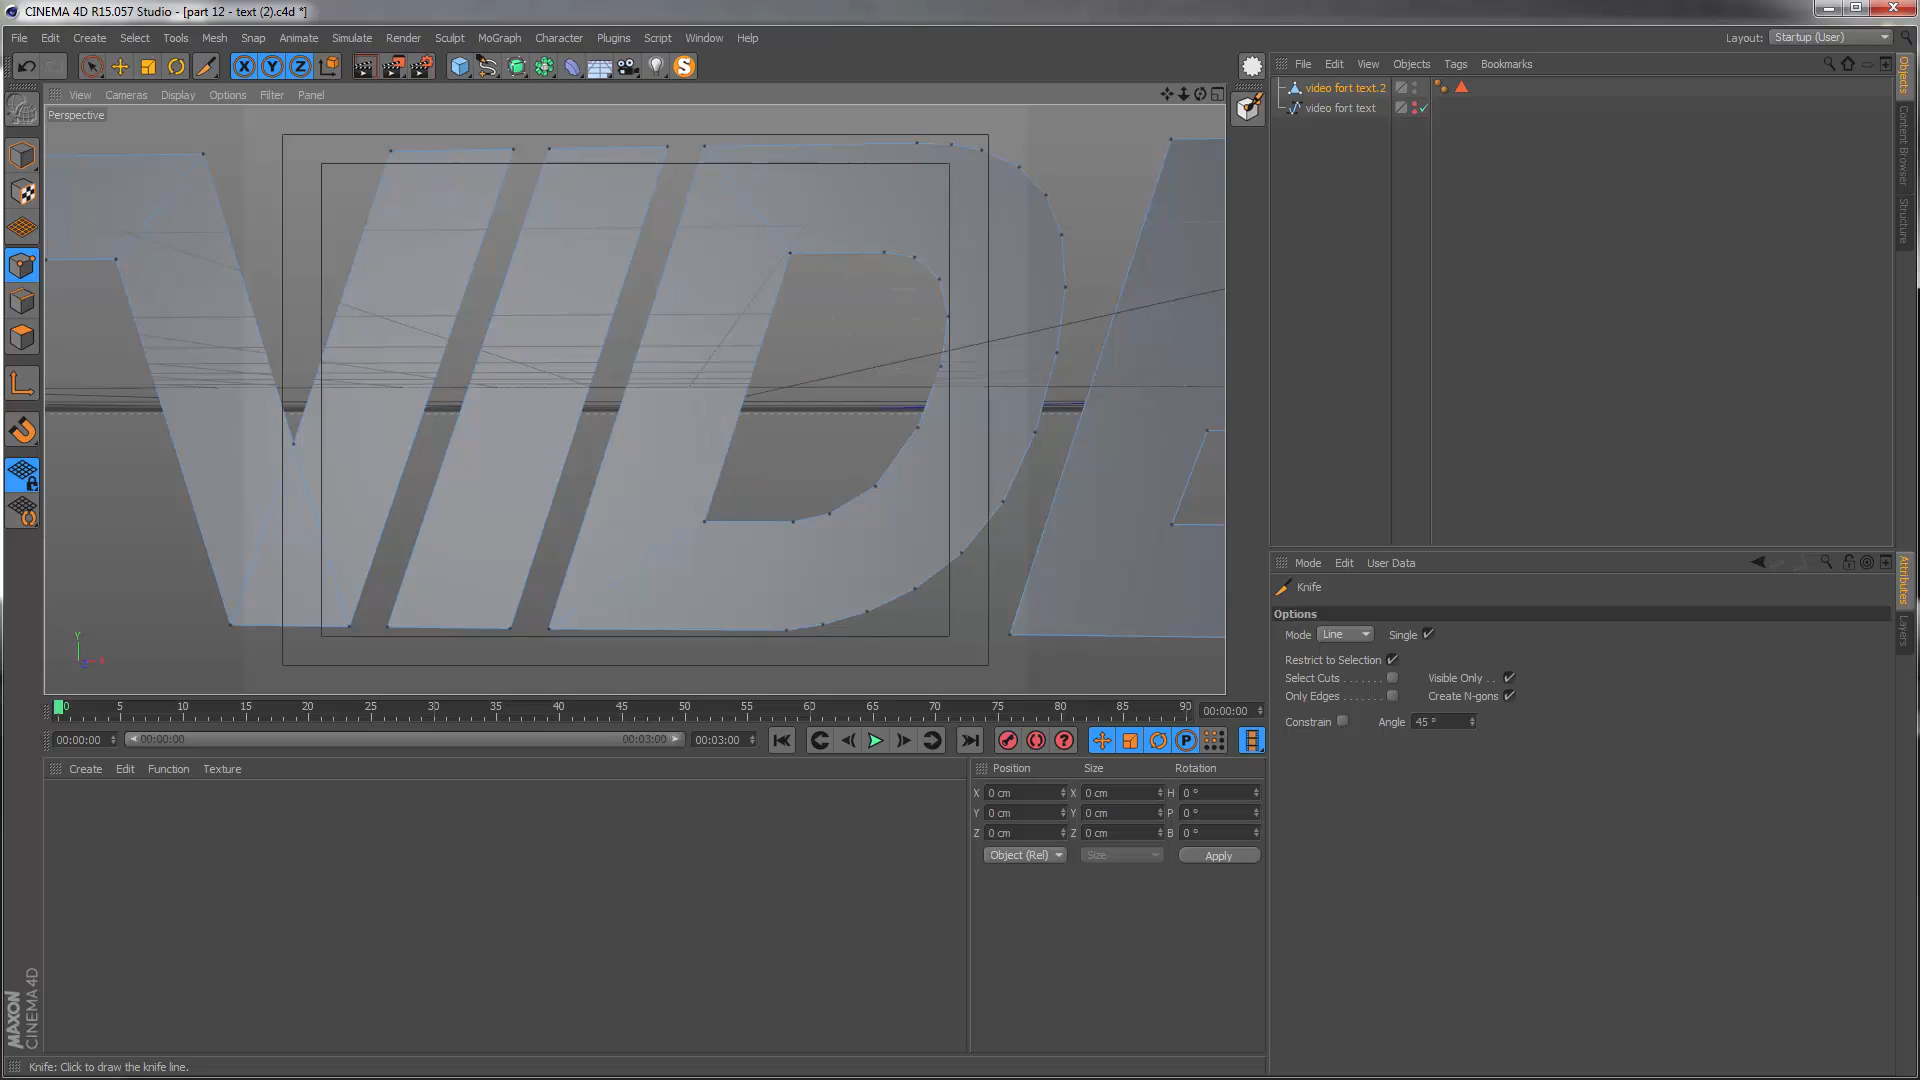 CINEMA 4D R15.057 Studio - [part 12 - text (2).c4d *]
File Edit Create Select Tools Mesh Snap Animate Simulate Render Sculpt MoGraph Character Plugins Script Window Help
Layout: Startup (User)
X Y Z
S
File Edit View Objects Tags Bookmarks
View Cameras Display Options Filter Panel
Perspective
video fort text.2
video fort text
Objects
Content Browser
Structure
VID
Y
X
Z
Mode Edit User Data
Knife
Options
Mode Line Single
Restrict to Selection
Select Cuts . . . . . . Visible Only . .
Only Edges . . . . . . . Create N-gons
Constrain Angle 45 °
Attributes
Layers
0 5 10 15 20 25 30 35 40 45 50 55 60 65 70 75 80 85 90 00:00:00
00:00:00 00:00:00 00:03:00 00:03:00
P
Create Edit Function Texture
Position Size Rotation
X 0 cm X 0 cm H 0 °
Y 0 cm Y 0 cm P 0 °
Z 0 cm Z 0 cm B 0 °
Object (Rel) Size Apply
MAXON
CINEMA 4D
Knife: Click to draw the knife line.